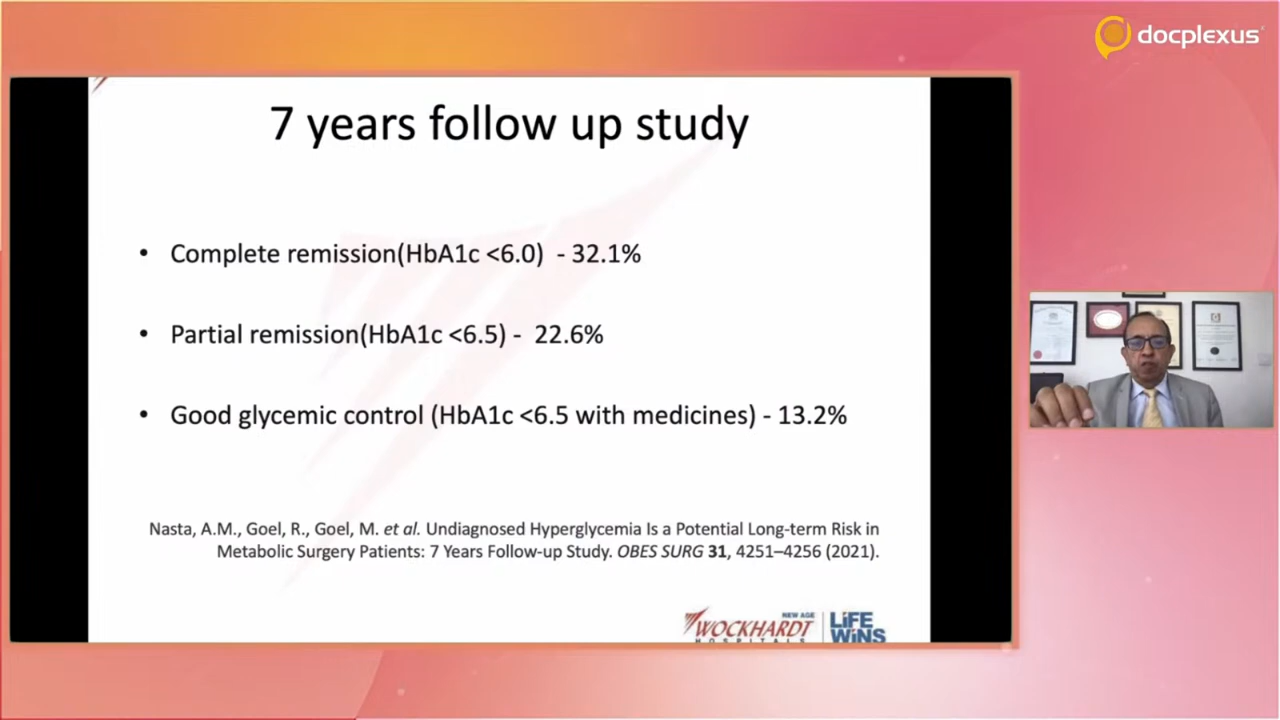 docplexus
7 years follow up study
• Complete remission(HbA1c <6.0) - 32.1%
• Partial remission(HbA1c <6.5) - 22.6%
• Good glycemic control (HbA1c <6.5 with medicines) - 13.2%
Nasta, A.M., Goel, R., Goel, M. et al. Undiagnosed Hyperglycemia Is a Potential Long-term Risk in
Metabolic Surgery Patients: 7 Years Follow-up Study. OBES SURG 31, 4251–4256 (2021).
NEW AGE
WOCKHARDT
HOSPITALS
LiFE
WiNS